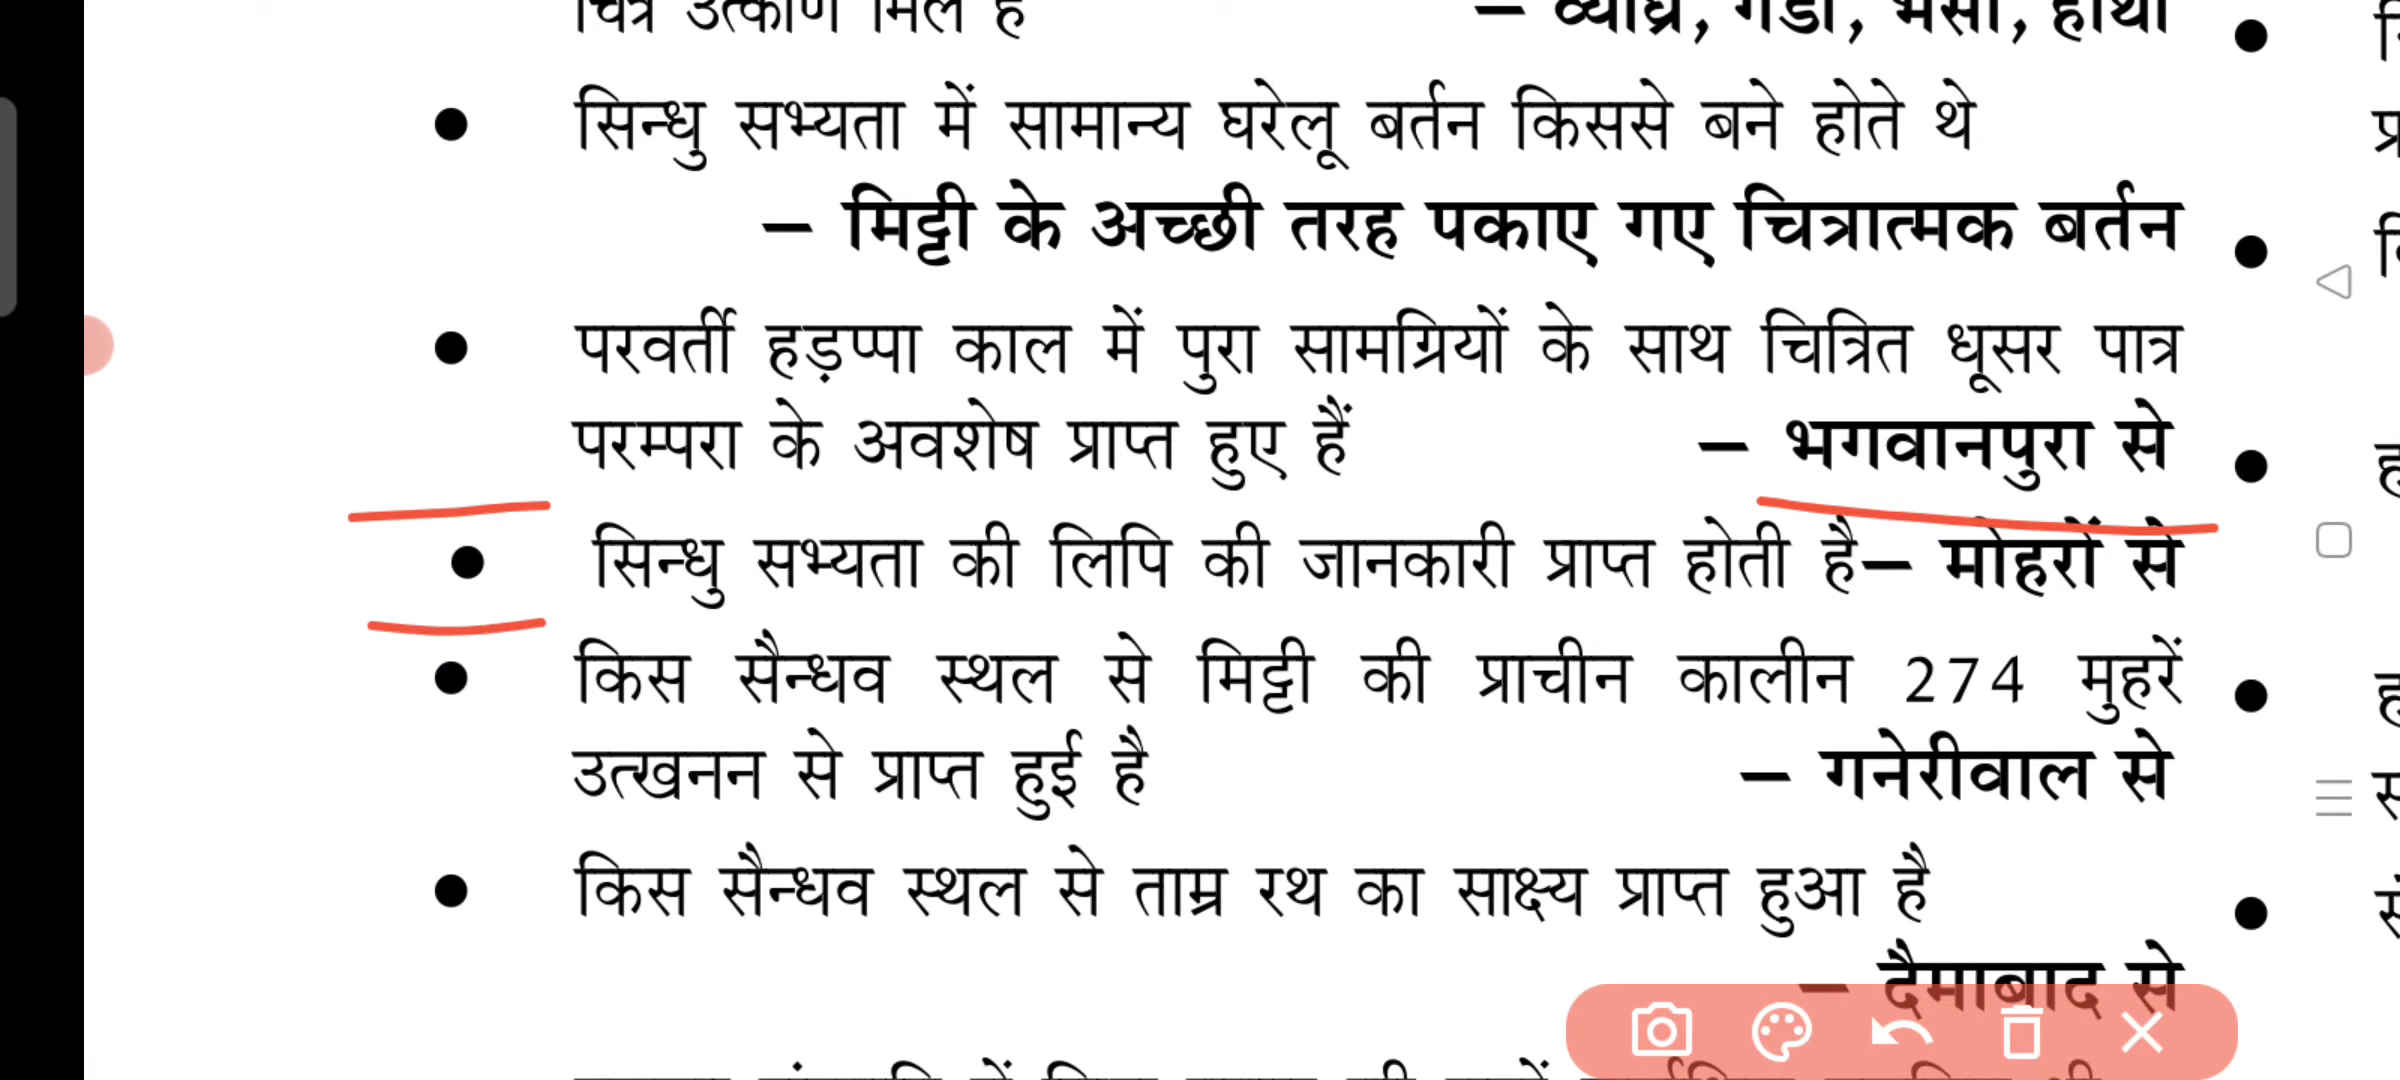 चित्र उत्कीर्ण मिले हैं – व्याघ्र, गैंडा, भैंसा, हाथी
• सिन्धु सभ्यता में सामान्य घरेलू बर्तन किससे बने होते थे
– मिट्टी के अच्छी तरह पकाए गए चित्रात्मक बर्तन
• परवर्ती हड़प्पा काल में पुरा सामग्रियों के साथ चित्रित धूसर पात्र
परम्परा के अवशेष प्राप्त हुए हैं – भगवानपुरा से
• सिन्धु सभ्यता की लिपि की जानकारी प्राप्त होती है– मोहरों से
• किस सैन्धव स्थल से मिट्टी की प्राचीन कालीन 274 मुहरें
उत्खनन से प्राप्त हुई है – गनेरीवाल से
• किस सैन्धव स्थल से ताम्र रथ का साक्ष्य प्राप्त हुआ है
– दैमाबाद से